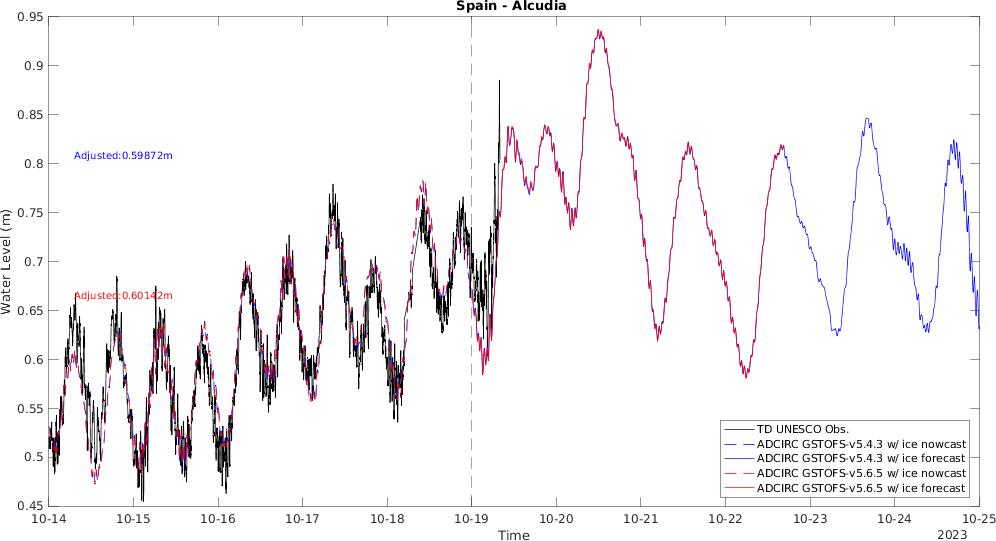 Spain - Alcudia
Water Level (m)
0.95
0.9
0.85
0.8
0.75
0.7
0.65
0.6
0.55
0.5
0.45
Adjusted:0.59872m
Adjusted:0.60142m
TD UNESCO Obs.
ADCIRC GSTOFS-v5.4.3 w/ ice nowcast
ADCIRC GSTOFS-v5.4.3 w/ ice forecast
ADCIRC GSTOFS-v5.6.5 w/ ice nowcast
ADCIRC GSTOFS-v5.6.5 w/ ice forecast
10-14 10-15 10-16 10-17 10-18 10-19 10-20 10-21 10-22 10-23 10-24 10-25
Time
2023